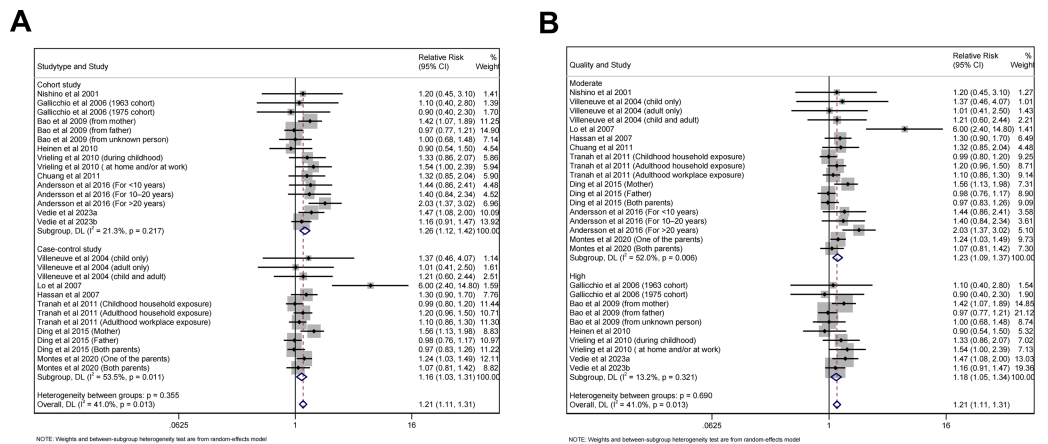 A
Relative Risk %
Studytype and Study (95% CI) Weight
Cohort study
Nishino et al 2001 1.20 (0.45, 3.10) 1.41
Gallicchio et al 2006 (1963 cohort) 1.10 (0.40, 2.80) 1.39
Gallicchio et al 2006 (1975 cohort) 0.90 (0.40, 2.30) 1.70
Bao et al 2009 (from mother) 1.42 (1.07, 1.89) 11.25
Bao et al 2009 (from father) 0.97 (0.77, 1.21) 14.90
Bao et al 2009 (from unknown person) 1.00 (0.68, 1.48) 7.14
Heinen et al 2010 0.90 (0.54, 1.50) 4.54
Vrieling et al 2010 (during childhood) 1.33 (0.86, 2.07) 5.86
Vrieling et al 2010 ( at home and/or at work) 1.54 (1.00, 2.39) 5.94
Chuang et al 2011 1.32 (0.85, 2.04) 5.90
Andersson et al 2016 (For <10 years) 1.44 (0.86, 2.41) 4.48
Andersson et al 2016 (For 10–20 years) 1.40 (0.84, 2.34) 4.52
Andersson et al 2016 (For >20 years) 2.03 (1.37, 3.02) 6.96
Vedie et al 2023a 1.47 (1.08, 2.00) 10.09
Vedie et al 2023b 1.16 (0.91, 1.47) 13.92
Subgroup, DL (I² = 21.3%, p = 0.217) 1.26 (1.12, 1.42) 100.00
Case-control study
Villeneuve et al 2004 (child only) 1.37 (0.46, 4.07) 1.14
Villeneuve et al 2004 (adult only) 1.01 (0.41, 2.50) 1.61
Villeneuve et al 2004 (child and adult) 1.21 (0.60, 2.44) 2.51
Lo et al 2007 6.00 (2.40, 14.80) 1.59
Hassan et al 2007 1.30 (0.90, 1.70) 7.76
Tranah et al 2011 (Childhood household exposure) 0.99 (0.80, 1.20) 11.44
Tranah et al 2011 (Adulthood household exposure) 1.20 (0.96, 1.50) 10.71
Tranah et al 2011 (Adulthood workplace exposure) 1.10 (0.86, 1.30) 11.30
Ding et al 2015 (Mother) 1.56 (1.13, 1.98) 8.83
Ding et al 2015 (Father) 0.98 (0.76, 1.17) 10.97
Ding et al 2015 (Both parents) 0.97 (0.83, 1.26) 11.22
Montes et al 2020 (One of the parents) 1.24 (1.03, 1.49) 12.11
Montes et al 2020 (Both parents) 1.07 (0.81, 1.42) 8.82
Subgroup, DL (I² = 53.5%, p = 0.011) 1.16 (1.03, 1.31) 100.00
Heterogeneity between groups: p = 0.355
Overall, DL (I² = 41.0%, p = 0.013) 1.21 (1.11, 1.31)
.0625 1 16
NOTE: Weights and between-subgroup heterogeneity test are from random-effects model
B
Relative Risk %
Quality and Study (95% CI) Weight
Moderate
Nishino et al 2001 1.20 (0.45, 3.10) 1.27
Villeneuve et al 2004 (child only) 1.37 (0.46, 4.07) 1.01
Villeneuve et al 2004 (adult only) 1.01 (0.41, 2.50) 1.43
Villeneuve et al 2004 (child and adult) 1.21 (0.60, 2.44) 2.21
Lo et al 2007 6.00 (2.40, 14.80) 1.41
Hassan et al 2007 1.30 (0.90, 1.70) 6.49
Chuang et al 2011 1.32 (0.85, 2.04) 4.48
Tranah et al 2011 (Childhood household exposure) 0.99 (0.80, 1.20) 9.25
Tranah et al 2011 (Adulthood household exposure) 1.20 (0.96, 1.50) 8.71
Tranah et al 2011 (Adulthood workplace exposure) 1.10 (0.86, 1.30) 9.14
Ding et al 2015 (Mother) 1.56 (1.13, 1.98) 7.31
Ding et al 2015 (Father) 0.98 (0.76, 1.17) 8.90
Ding et al 2015 (Both parents) 0.97 (0.83, 1.26) 9.09
Andersson et al 2016 (For <10 years) 1.44 (0.86, 2.41) 3.58
Andersson et al 2016 (For 10–20 years) 1.40 (0.84, 2.34) 3.61
Andersson et al 2016 (For >20 years) 2.03 (1.37, 3.02) 5.10
Montes et al 2020 (One of the parents) 1.24 (1.03, 1.49) 9.73
Montes et al 2020 (Both parents) 1.07 (0.81, 1.42) 7.30
Subgroup, DL (I² = 52.0%, p = 0.006) 1.23 (1.09, 1.37) 100.00
High
Gallicchio et al 2006 (1963 cohort) 1.10 (0.40, 2.80) 1.54
Gallicchio et al 2006 (1975 cohort) 0.90 (0.40, 2.30) 1.90
Bao et al 2009 (from mother) 1.42 (1.07, 1.89) 14.85
Bao et al 2009 (from father) 0.97 (0.77, 1.21) 21.12
Bao et al 2009 (from unknown person) 1.00 (0.68, 1.48) 8.74
Heinen et al 2010 0.90 (0.54, 1.50) 5.32
Vrieling et al 2010 (during childhood) 1.33 (0.86, 2.07) 7.02
Vrieling et al 2010 ( at home and/or at work) 1.54 (1.00, 2.39) 7.13
Vedie et al 2023a 1.47 (1.08, 2.00) 13.03
Vedie et al 2023b 1.16 (0.91, 1.47) 19.36
Subgroup, DL (I² = 13.2%, p = 0.321) 1.18 (1.05, 1.34) 100.00
Heterogeneity between groups: p = 0.690
Overall, DL (I² = 41.0%, p = 0.013) 1.21 (1.11, 1.31)
.0625 1 16
NOTE: Weights and between-subgroup heterogeneity test are from random-effects model